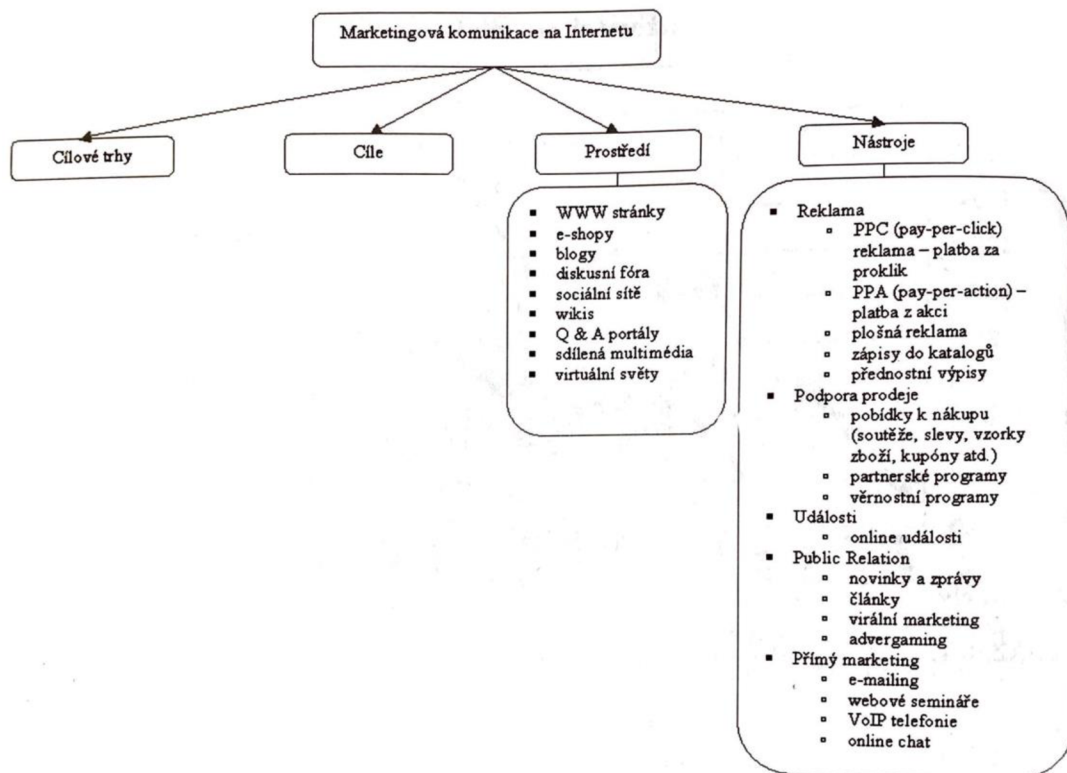 Marketingová komunikace na Internetu
Cílové trhy
Cíle
Prostředí
Nástroje
▪ WWW stránky
▪ e-shopy
▪ blogy
▪ diskusní fóra
▪ sociální sítě
▪ wikis
▪ Q & A portály
▪ sdílená multimédia
▪ virtuální světy
▪ Reklama
▫ PPC (pay-per-click)
reklama – platba za
proklik
▫ PPA (pay-per-action) –
platba z akci
▫ plošná reklama
▫ zápisy do katalogů
▫ přednostní výpisy
▪ Podpora prodeje
▫ pobídky k nákupu
(soutěže, slevy, vzorky
zboží, kupóny atd.)
▫ partnerské programy
▫ věrnostní programy
▪ Události
▫ online události
▪ Public Relation
▫ novinky a zprávy
▫ články
▫ virální marketing
▫ advergaming
▪ Přímý marketing
▫ e-mailing
▫ webové semináře
▫ VoIP telefonie
▫ online chat